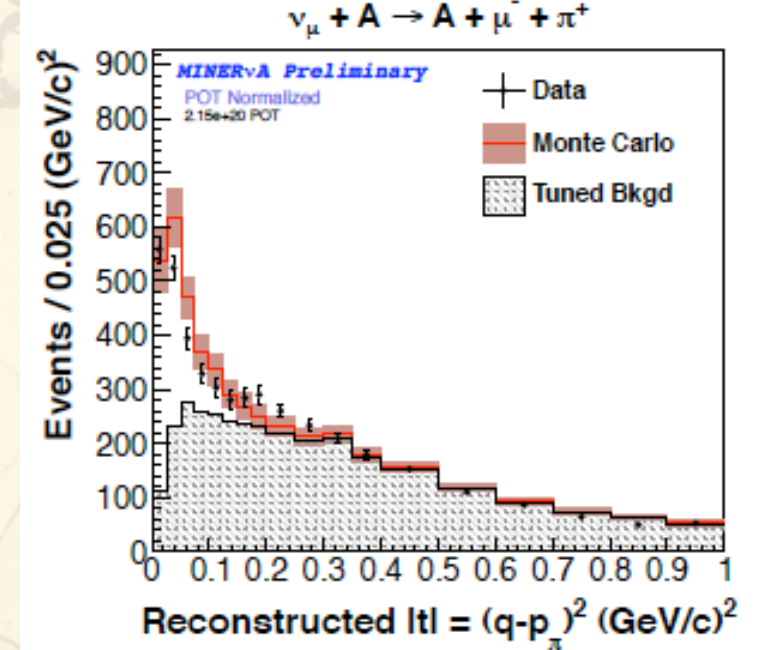 νμ + A → A + μ⁻ + π⁺
MINERνA Preliminary
POT Normalized
2.15e+20 POT
Data
Monte Carlo
Tuned Bkgd
Events / 0.025 (GeV/c)²
900
800
700
600
500
400
300
200
100
0
0 0.1 0.2 0.3 0.4 0.5 0.6 0.7 0.8 0.9 1
Reconstructed |t| = (q-pπ)² (GeV/c)²